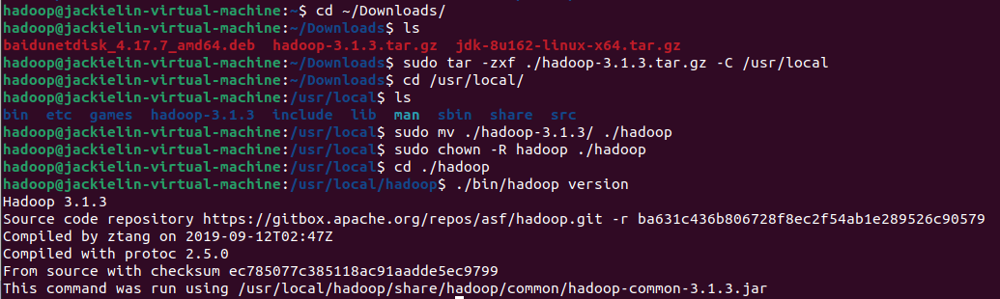 hadoop@jackielin-virtual-machine:~$ cd ~/Downloads/
hadoop@jackielin-virtual-machine:~/Downloads$ ls
baidunetdisk_4.17.7_amd64.deb  hadoop-3.1.3.tar.gz  jdk-8u162-linux-x64.tar.gz
hadoop@jackielin-virtual-machine:~/Downloads$ sudo tar -zxf ./hadoop-3.1.3.tar.gz -C /usr/local
hadoop@jackielin-virtual-machine:~/Downloads$ cd /usr/local/
hadoop@jackielin-virtual-machine:/usr/local$ ls
bin  etc  games  hadoop-3.1.3  include  lib  man  sbin  share  src
hadoop@jackielin-virtual-machine:/usr/local$ sudo mv ./hadoop-3.1.3/ ./hadoop
hadoop@jackielin-virtual-machine:/usr/local$ sudo chown -R hadoop ./hadoop
hadoop@jackielin-virtual-machine:/usr/local$ cd ./hadoop
hadoop@jackielin-virtual-machine:/usr/local/hadoop$ ./bin/hadoop version
Hadoop 3.1.3
Source code repository https://gitbox.apache.org/repos/asf/hadoop.git -r ba631c436b806728f8ec2f54ab1e289526c90579
Compiled by ztang on 2019-09-12T02:47Z
Compiled with protoc 2.5.0
From source with checksum ec785077c385118ac91aadde5ec9799
This command was run using /usr/local/hadoop/share/hadoop/common/hadoop-common-3.1.3.jar